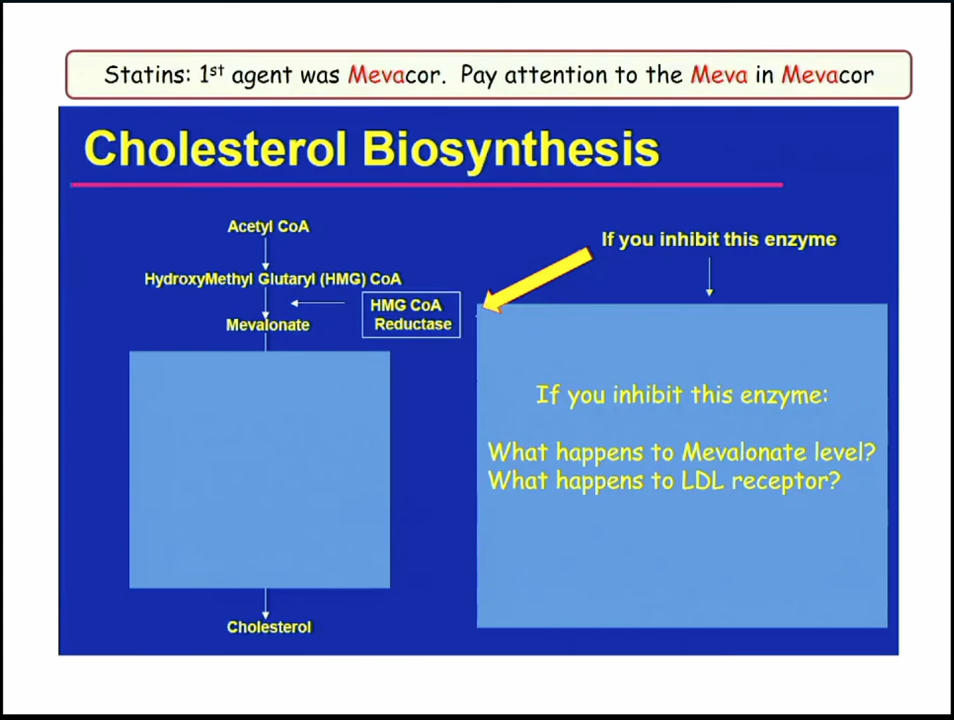 Statins: 1st agent was Mevacor. Pay attention to the Meva in Mevacor
Cholesterol Biosynthesis
Acetyl CoA
HydroxyMethyl Glutaryl (HMG) CoA
HMG CoA
Reductase
Mevalonate
Cholesterol
If you inhibit this enzyme
If you inhibit this enzyme:
What happens to Mevalonate level?
What happens to LDL receptor?